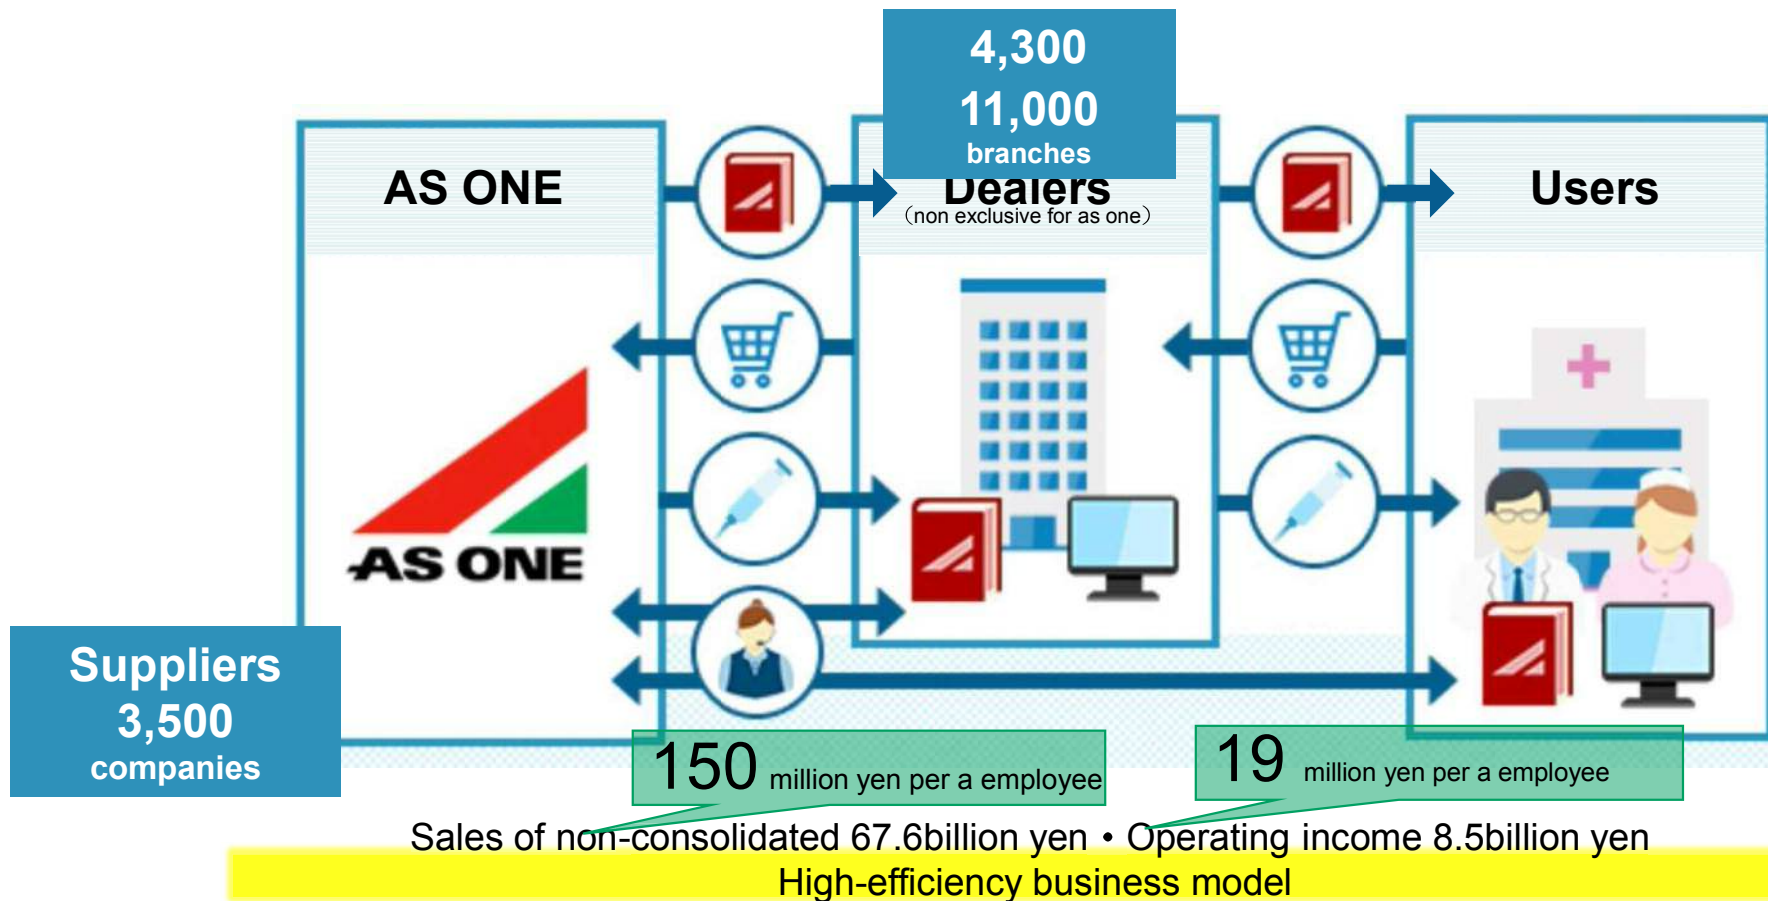 4,300
11,000
branches
AS ONE
Dealers
（non exclusive for as one）
Users
AS ONE
Suppliers
3,500
companies
150 million yen per a employee
19 million yen per a employee
Sales of non-consolidated 67.6billion yen・Operating income 8.5billion yen
High-efficiency business model